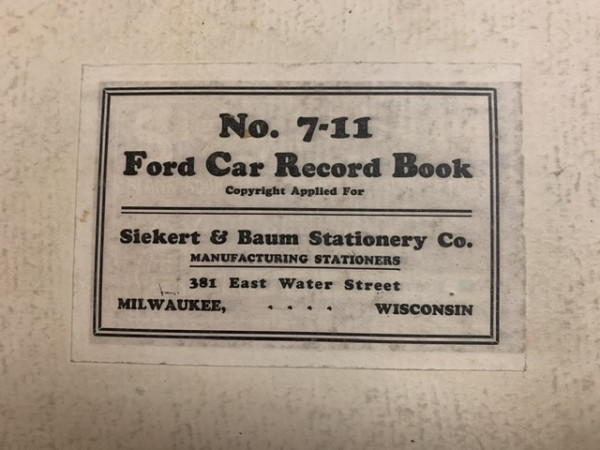 No. 7-11
Ford Car Record Book
Copyright Applied For
Siekert & Baum Stationery Co.
MANUFACTURING STATIONERS
381 East Water Street
MILWAUKEE, . . . . WISCONSIN